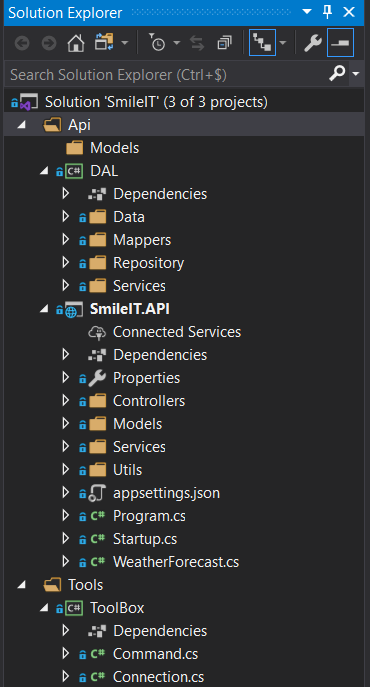 Solution Explorer
Search Solution Explorer (Ctrl+$)
Solution 'SmileIT' (3 of 3 projects)
Api
Models
C# DAL
Dependencies
Data
Mappers
Repository
Services
SmileIT.API
Connected Services
Dependencies
Properties
Controllers
Models
Services
Utils
appsettings.json
C# Program.cs
C# Startup.cs
C# WeatherForecast.cs
Tools
C# ToolBox
Dependencies
C# Command.cs
C# Connection.cs